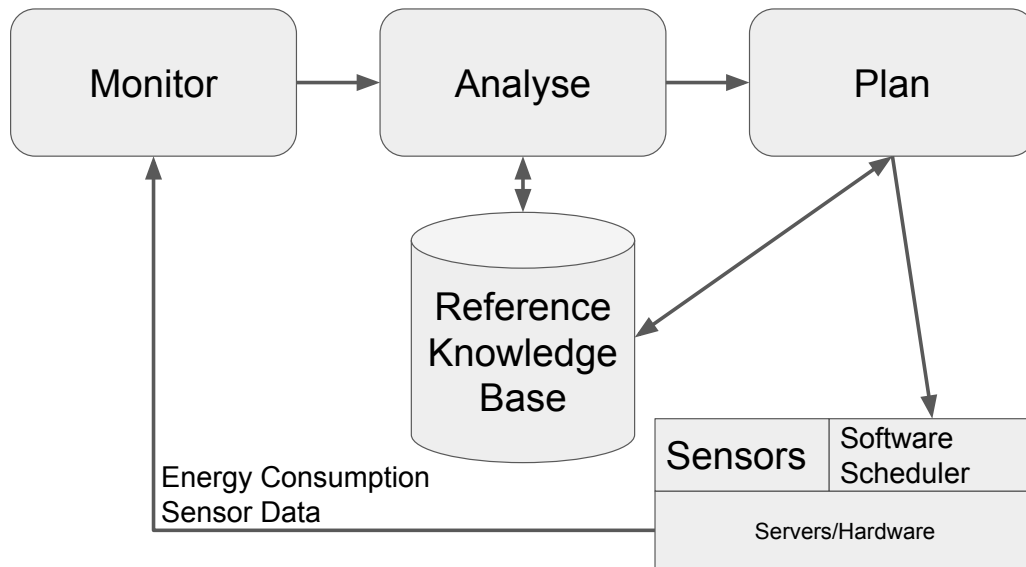 Monitor
Analyse
Plan
Reference
Knowledge
Base
Sensors
Software
Scheduler
Energy Consumption
Sensor Data
Servers/Hardware